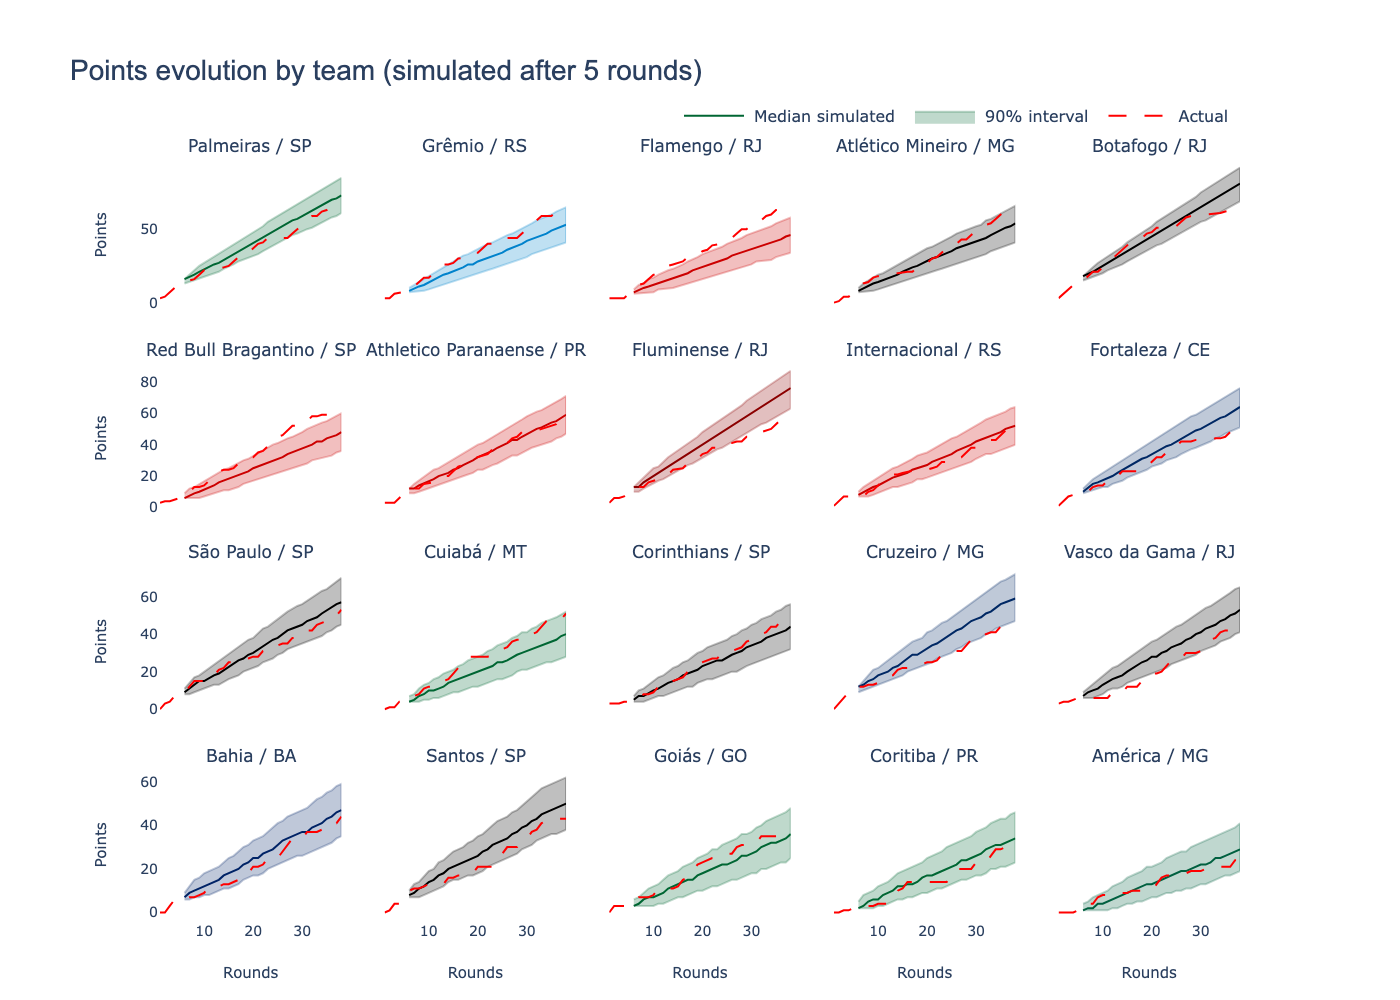 Points evolution by team (simulated after 5 rounds)
Median simulated 90% interval Actual
Palmeiras / SP Grêmio / RS Flamengo / RJ Atlético Mineiro / MG Botafogo / RJ
Points
50
0
Red Bull Bragantino / SP Athletico Paranaense / PR Fluminense / RJ Internacional / RS Fortaleza / CE
Points
80
60
40
20
0
São Paulo / SP Cuiabá / MT Corinthians / SP Cruzeiro / MG Vasco da Gama / RJ
Points
60
40
20
0
Bahia / BA Santos / SP Goiás / GO Coritiba / PR América / MG
Points
60
40
20
0
10 20 30 10 20 30 10 20 30 10 20 30 10 20 30
Rounds Rounds Rounds Rounds Rounds